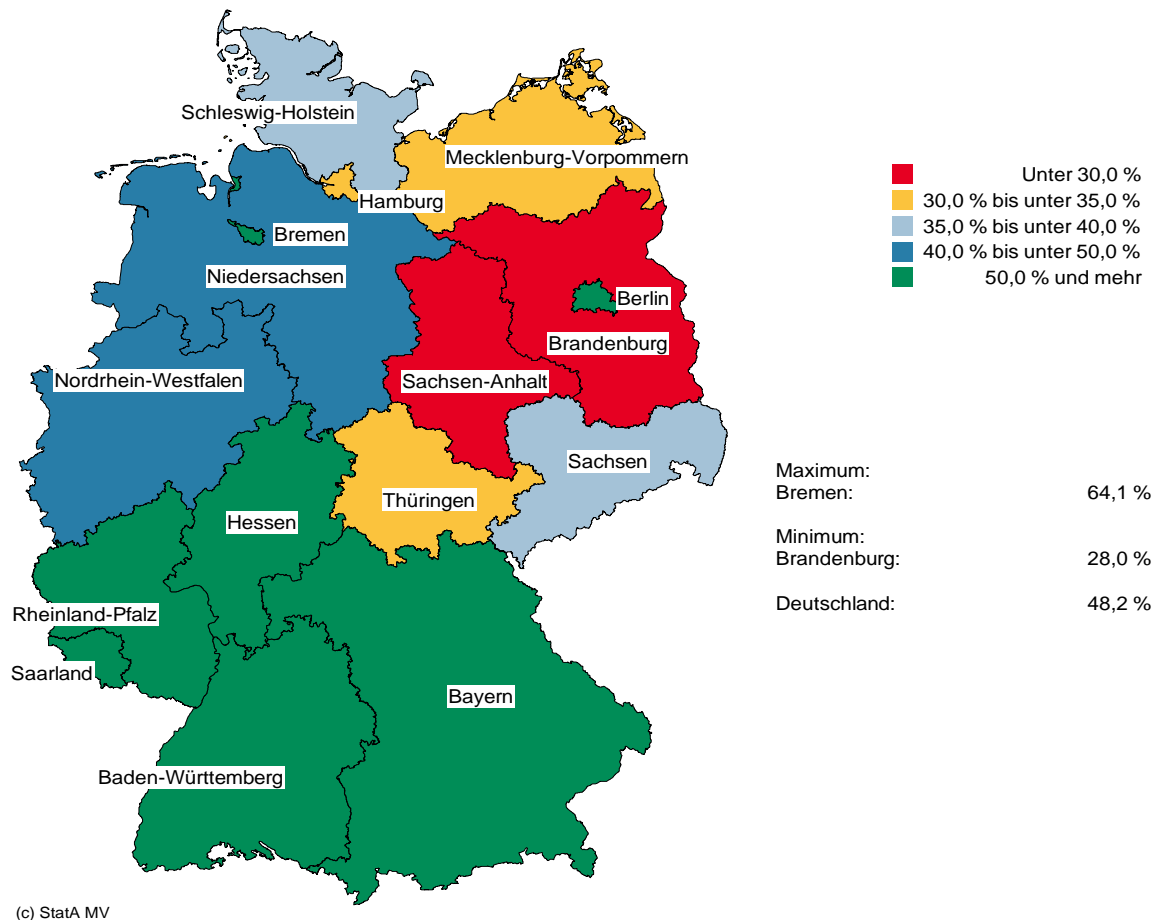 Schleswig-Holstein
Mecklenburg-Vorpommern
Hamburg
Bremen
Niedersachsen
Berlin
Brandenburg
Nordrhein-Westfalen
Sachsen-Anhalt
Sachsen
Thüringen
Hessen
Rheinland-Pfalz
Saarland
Bayern
Baden-Württemberg
Unter 30,0 %
30,0 % bis unter 35,0 %
35,0 % bis unter 40,0 %
40,0 % bis unter 50,0 %
50,0 % und mehr
Maximum:
Bremen: 64,1 %
Minimum:
Brandenburg: 28,0 %
Deutschland: 48,2 %
(c) StatA MV